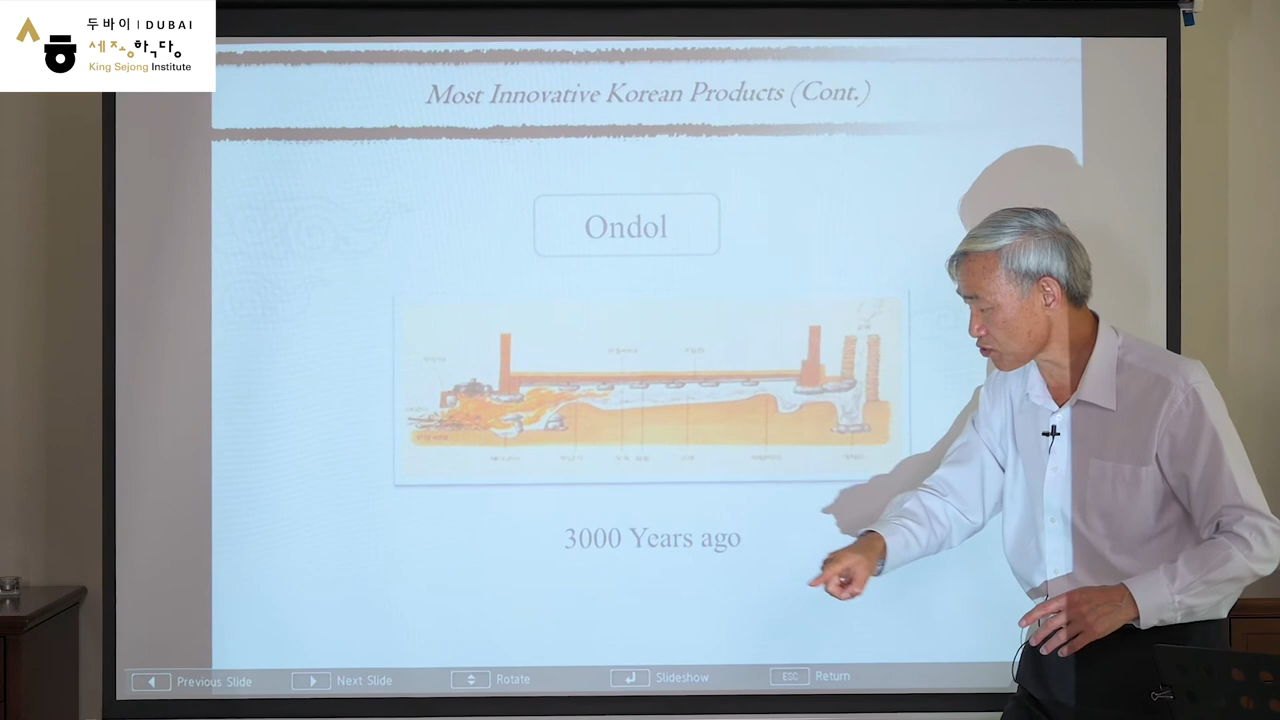 두바이 | DUBAI
세종학당
King Sejong Institute
Most Innovative Korean Products (Cont.)
Ondol
3000 Years ago
Previous Slide
Next Slide
Rotate
Slideshow
ESC Return